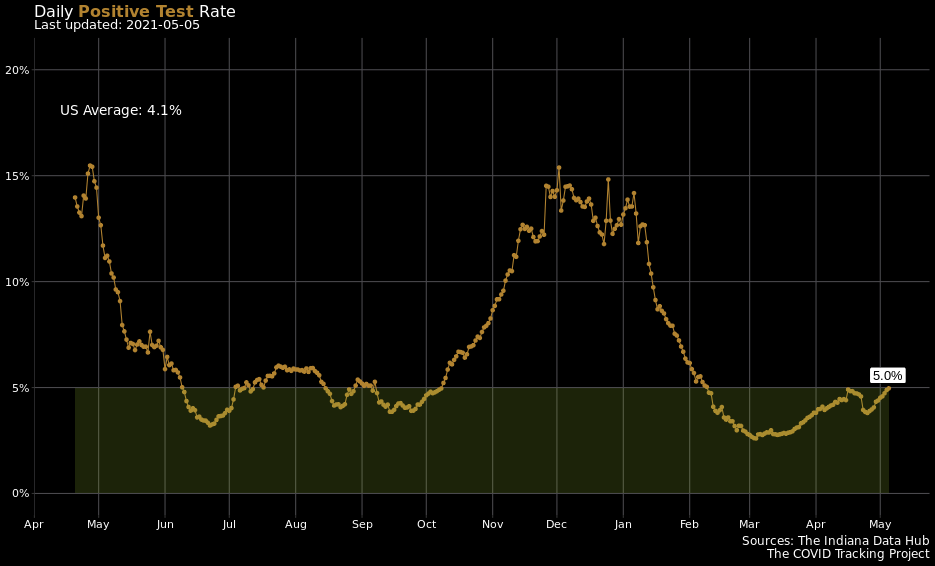 Daily Positive Test Rate
Last updated: 2021-05-05
20%
US Average: 4.1%
15%
10%
5.0%
5%
0%
Apr May Jun Jul Aug Sep Oct Nov Dec Jan Feb Mar Apr May
Sources: The Indiana Data Hub
The COVID Tracking Project